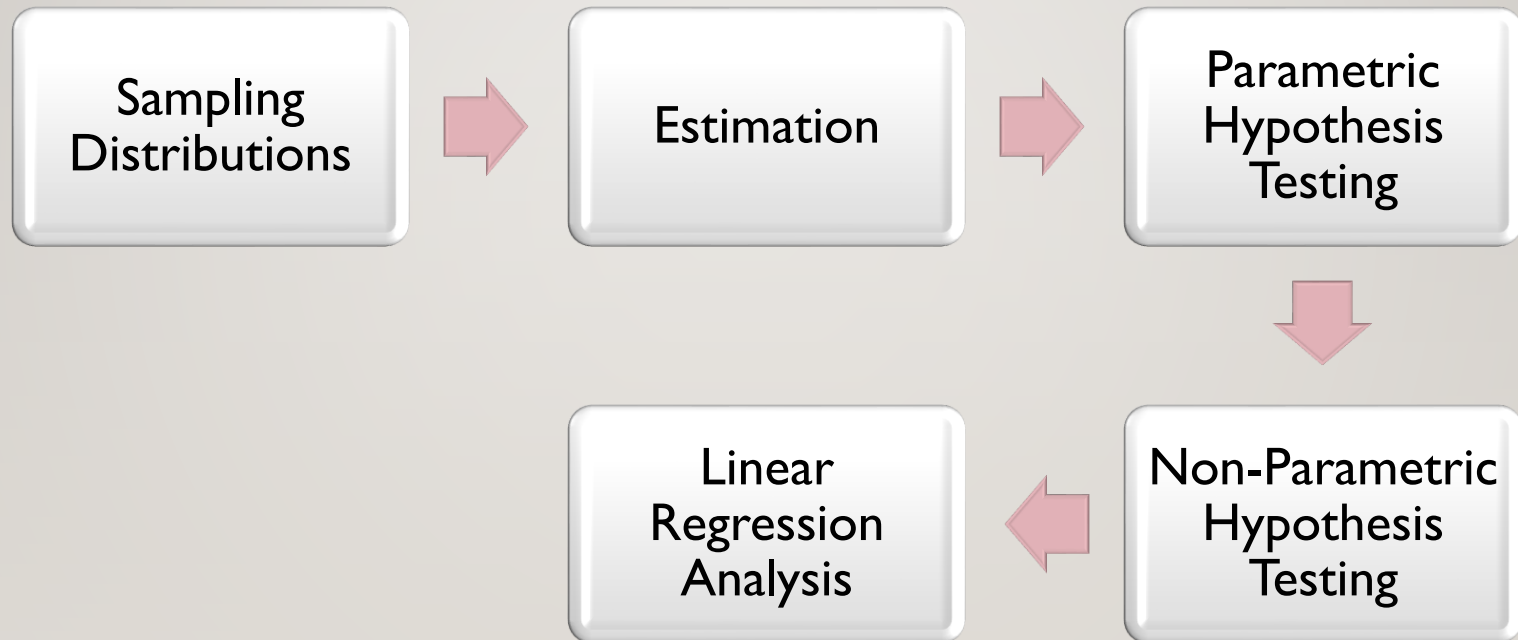 Sampling
Distributions
Estimation
Parametric
Hypothesis
Testing
Non-Parametric
Hypothesis
Testing
Linear
Regression
Analysis